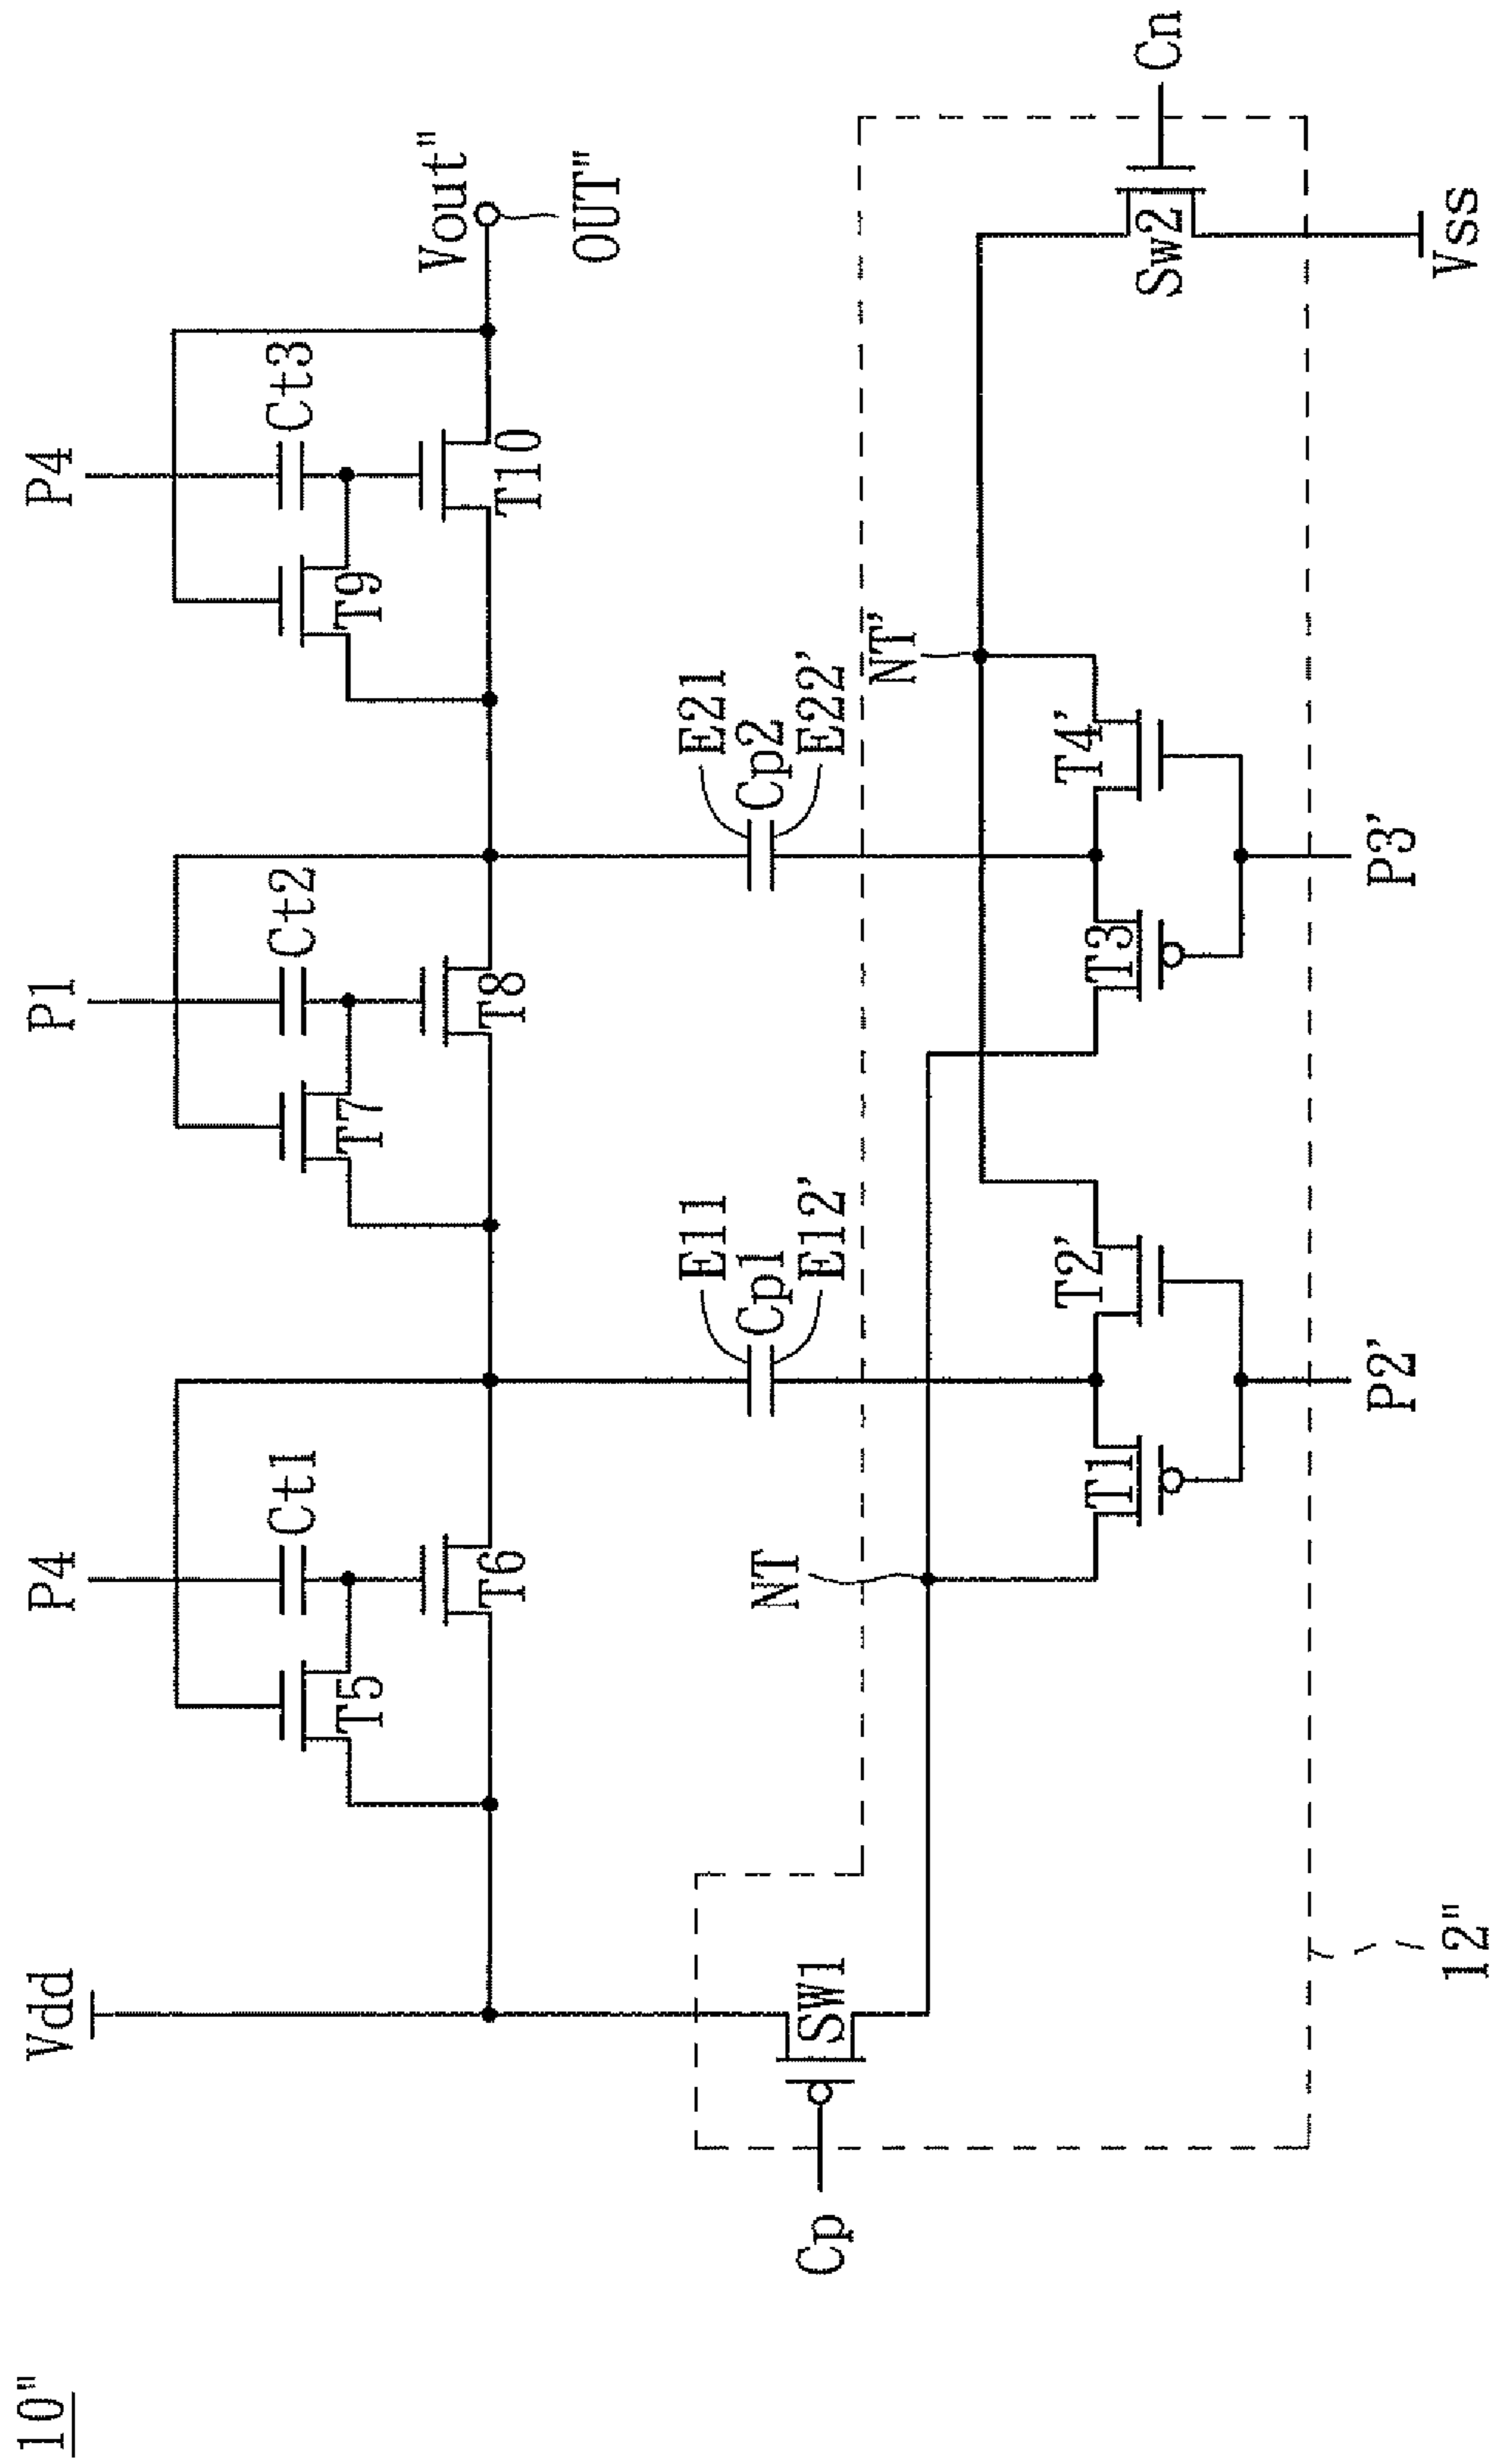 10"
Vdd
P4
P1
P4
Ct1
Ct2
Ct3
T5
T7
T9
T6
T8
T10
Vout"
OUT"
E11
Cp1
E12'
E21
Cp2
E22'
NT
NT'
Cp
SW1
T1
T2'
T3
T4'
Sw2
Cn
P2'
P3'
Vss
12"